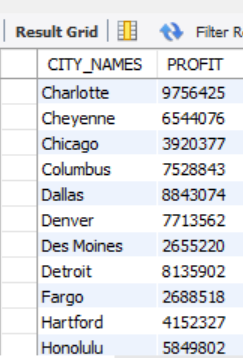 Result Grid Filter R
CITY_NAMES PROFIT
Charlotte 9756425
Cheyenne 6544076
Chicago 3920377
Columbus 7528843
Dallas 8843074
Denver 7713562
Des Moines 2655220
Detroit 8135902
Fargo 2688518
Hartford 4152327
Honolulu 5849802